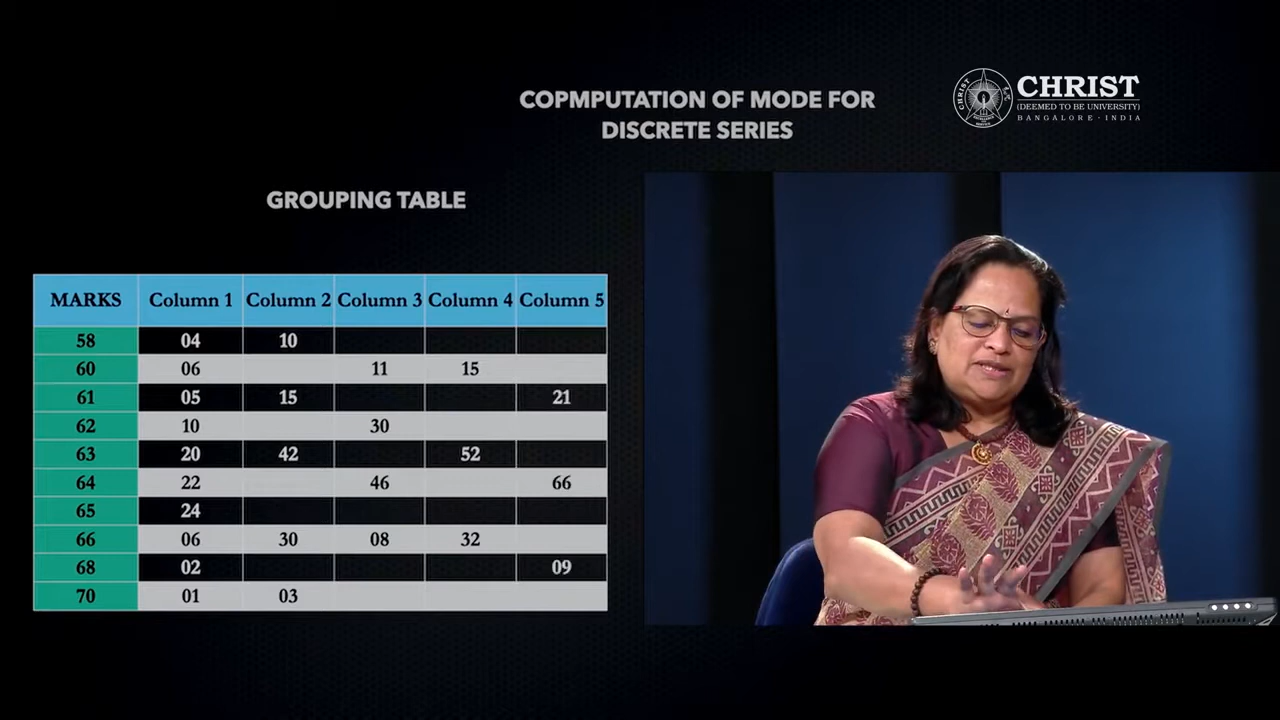 COPMPUTATION OF MODE FOR
DISCRETE SERIES
CHRIST
(DEEMED TO BE UNIVERSITY)
BANGALORE · INDIA
GROUPING TABLE
MARKS Column 1 Column 2 Column 3 Column 4 Column 5
58 04 10
60 06 11 15
61 05 15 21
62 10 30
63 20 42 52
64 22 46 66
65 24
66 06 30 08 32
68 02 09
70 01 03